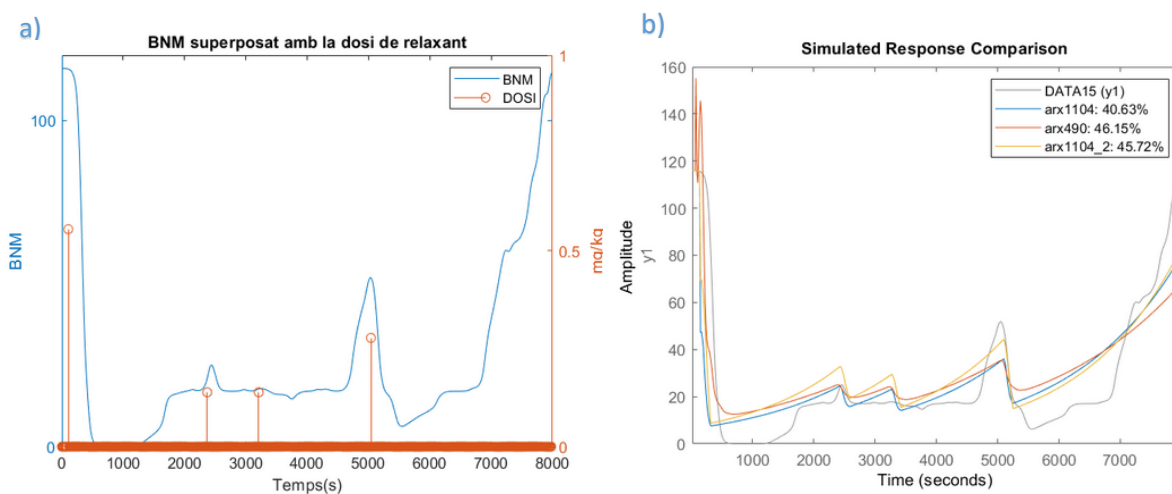 a)
BNM superposat amb la dosi de relaxant
BNM
DOSI
100
0
BNM
1
0.5
0
mg/kg
0 1000 2000 3000 4000 5000 6000 7000 8000
Temps(s)
b)
Simulated Response Comparison
DATA15 (y1)
arx1104: 40.63%
arx490: 46.15%
arx1104_2: 45.72%
160
140
120
100
80
60
40
20
0
Amplitude
y1
1000 2000 3000 4000 5000 6000 7000
Time (seconds)